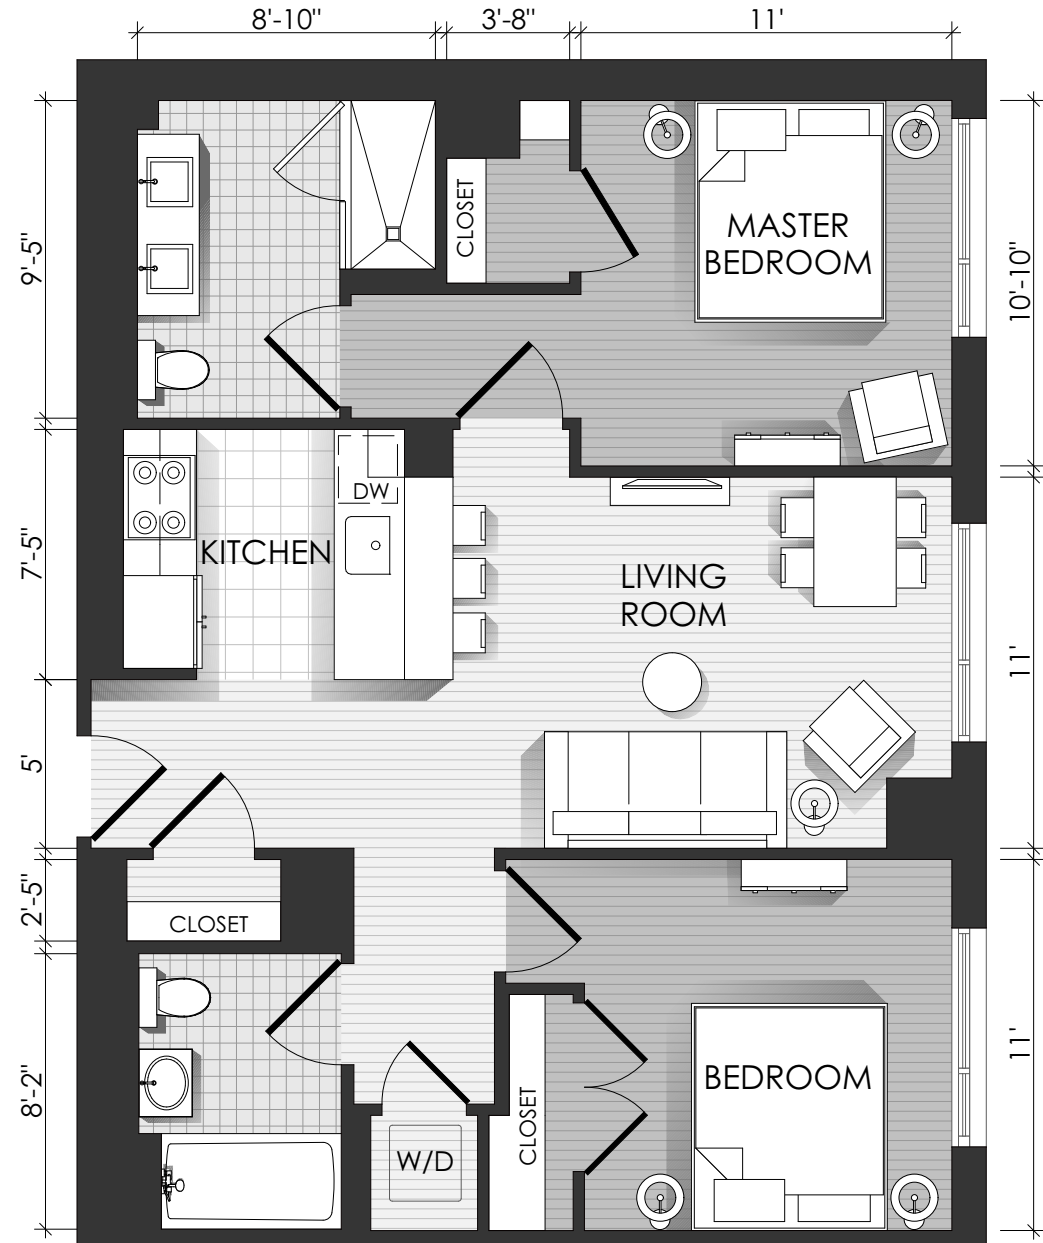 8'-10"
3'-8"
11'
9'-5"
CLOSET
MASTER
BEDROOM
10'-10"
DW
7'-5"
KITCHEN
LIVING
ROOM
11'
5'
2'-5"
CLOSET
8'-2"
CLOSET
BEDROOM
11'
W/D